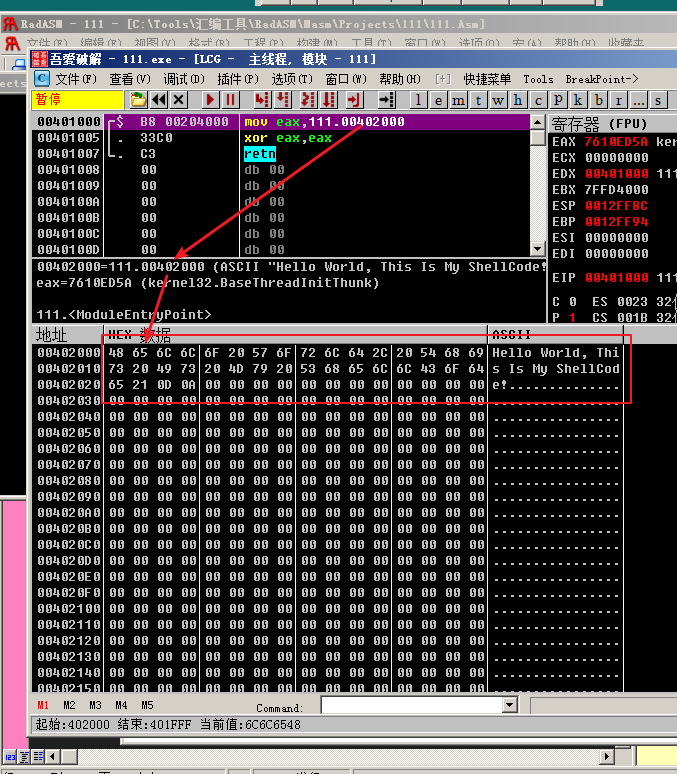 RadASM - 111 - [C:\Tools\汇编工具\RadASM\Masm\Projects\111\111.Asm]
文件(F) 编辑(E) 视图(V) 格式(R) 工程(P) 构建(M) 工具(T) 窗口(W) 选项(O) 宏(A) 帮助(H) 收藏夹
吾爱破解 - 111.exe - [LCG - 主线程, 模块 - 111]
C 文件(F) 查看(V) 调试(D) 插件(P) 选项(T) 窗口(W) 帮助(H) [+] 快捷菜单 Tools BreakPoint->
ects
暂停 l e m t w h c p k b r ... s
00401000 $ B8 00204000 mov eax,111.00402000
00401005 . 33C0 xor eax,eax
00401007 . C3 retn
00401008 00 db 00
00401009 00 db 00
0040100A 00 db 00
0040100B 00 db 00
0040100C 00 db 00
0040100D 00 db 00
寄存器 (FPU)
EAX 7610ED5A ker
ECX 00000000
EDX 00401000 111
EBX 7FFD4000
ESP 0012FF8C
EBP 0012FF94
ESI 00000000
EDI 00000000
EIP 00401000 111
C 0 ES 0023 32位
P 1 CS 001B 32位
00402000=111.00402000 (ASCII "Hello World, This Is My ShellCode!
eax=7610ED5A (kernel32.BaseThreadInitThunk)
111.<ModuleEntryPoint>
地址 HEX 数据 ASCII
00402000 48 65 6C 6C 6F 20 57 6F 72 6C 64 2C 20 54 68 69 Hello World, Thi
00402010 73 20 49 73 20 4D 79 20 53 68 65 6C 6C 43 6F 64 s Is My ShellCod
00402020 65 21 0D 0A 00 00 00 00 00 00 00 00 00 00 00 00 e!..............
00402030 00 00 00 00 00 00 00 00 00 00 00 00 00 00 00 00 ................
00402040 00 00 00 00 00 00 00 00 00 00 00 00 00 00 00 00 ................
00402050 00 00 00 00 00 00 00 00 00 00 00 00 00 00 00 00 ................
00402060 00 00 00 00 00 00 00 00 00 00 00 00 00 00 00 00 ................
00402070 00 00 00 00 00 00 00 00 00 00 00 00 00 00 00 00 ................
00402080 00 00 00 00 00 00 00 00 00 00 00 00 00 00 00 00 ................
00402090 00 00 00 00 00 00 00 00 00 00 00 00 00 00 00 00 ................
004020A0 00 00 00 00 00 00 00 00 00 00 00 00 00 00 00 00 ................
004020B0 00 00 00 00 00 00 00 00 00 00 00 00 00 00 00 00 ................
004020C0 00 00 00 00 00 00 00 00 00 00 00 00 00 00 00 00 ................
004020D0 00 00 00 00 00 00 00 00 00 00 00 00 00 00 00 00 ................
004020E0 00 00 00 00 00 00 00 00 00 00 00 00 00 00 00 00 ................
004020F0 00 00 00 00 00 00 00 00 00 00 00 00 00 00 00 00 ................
00402100 00 00 00 00 00 00 00 00 00 00 00 00 00 00 00 00 ................
00402110 00 00 00 00 00 00 00 00 00 00 00 00 00 00 00 00 ................
00402120 00 00 00 00 00 00 00 00 00 00 00 00 00 00 00 00 ................
00402130 00 00 00 00 00 00 00 00 00 00 00 00 00 00 00 00 ................
00402140 00 00 00 00 00 00 00 00 00 00 00 00 00 00 00 00 ................
00402150 00 00 00 00 00 00 00 00 00 00 00 00 00 00 00 00 ................
M1 M2 M3 M4 M5 Command:
起始:402000 结束:401FFF 当前值:6C6C6548